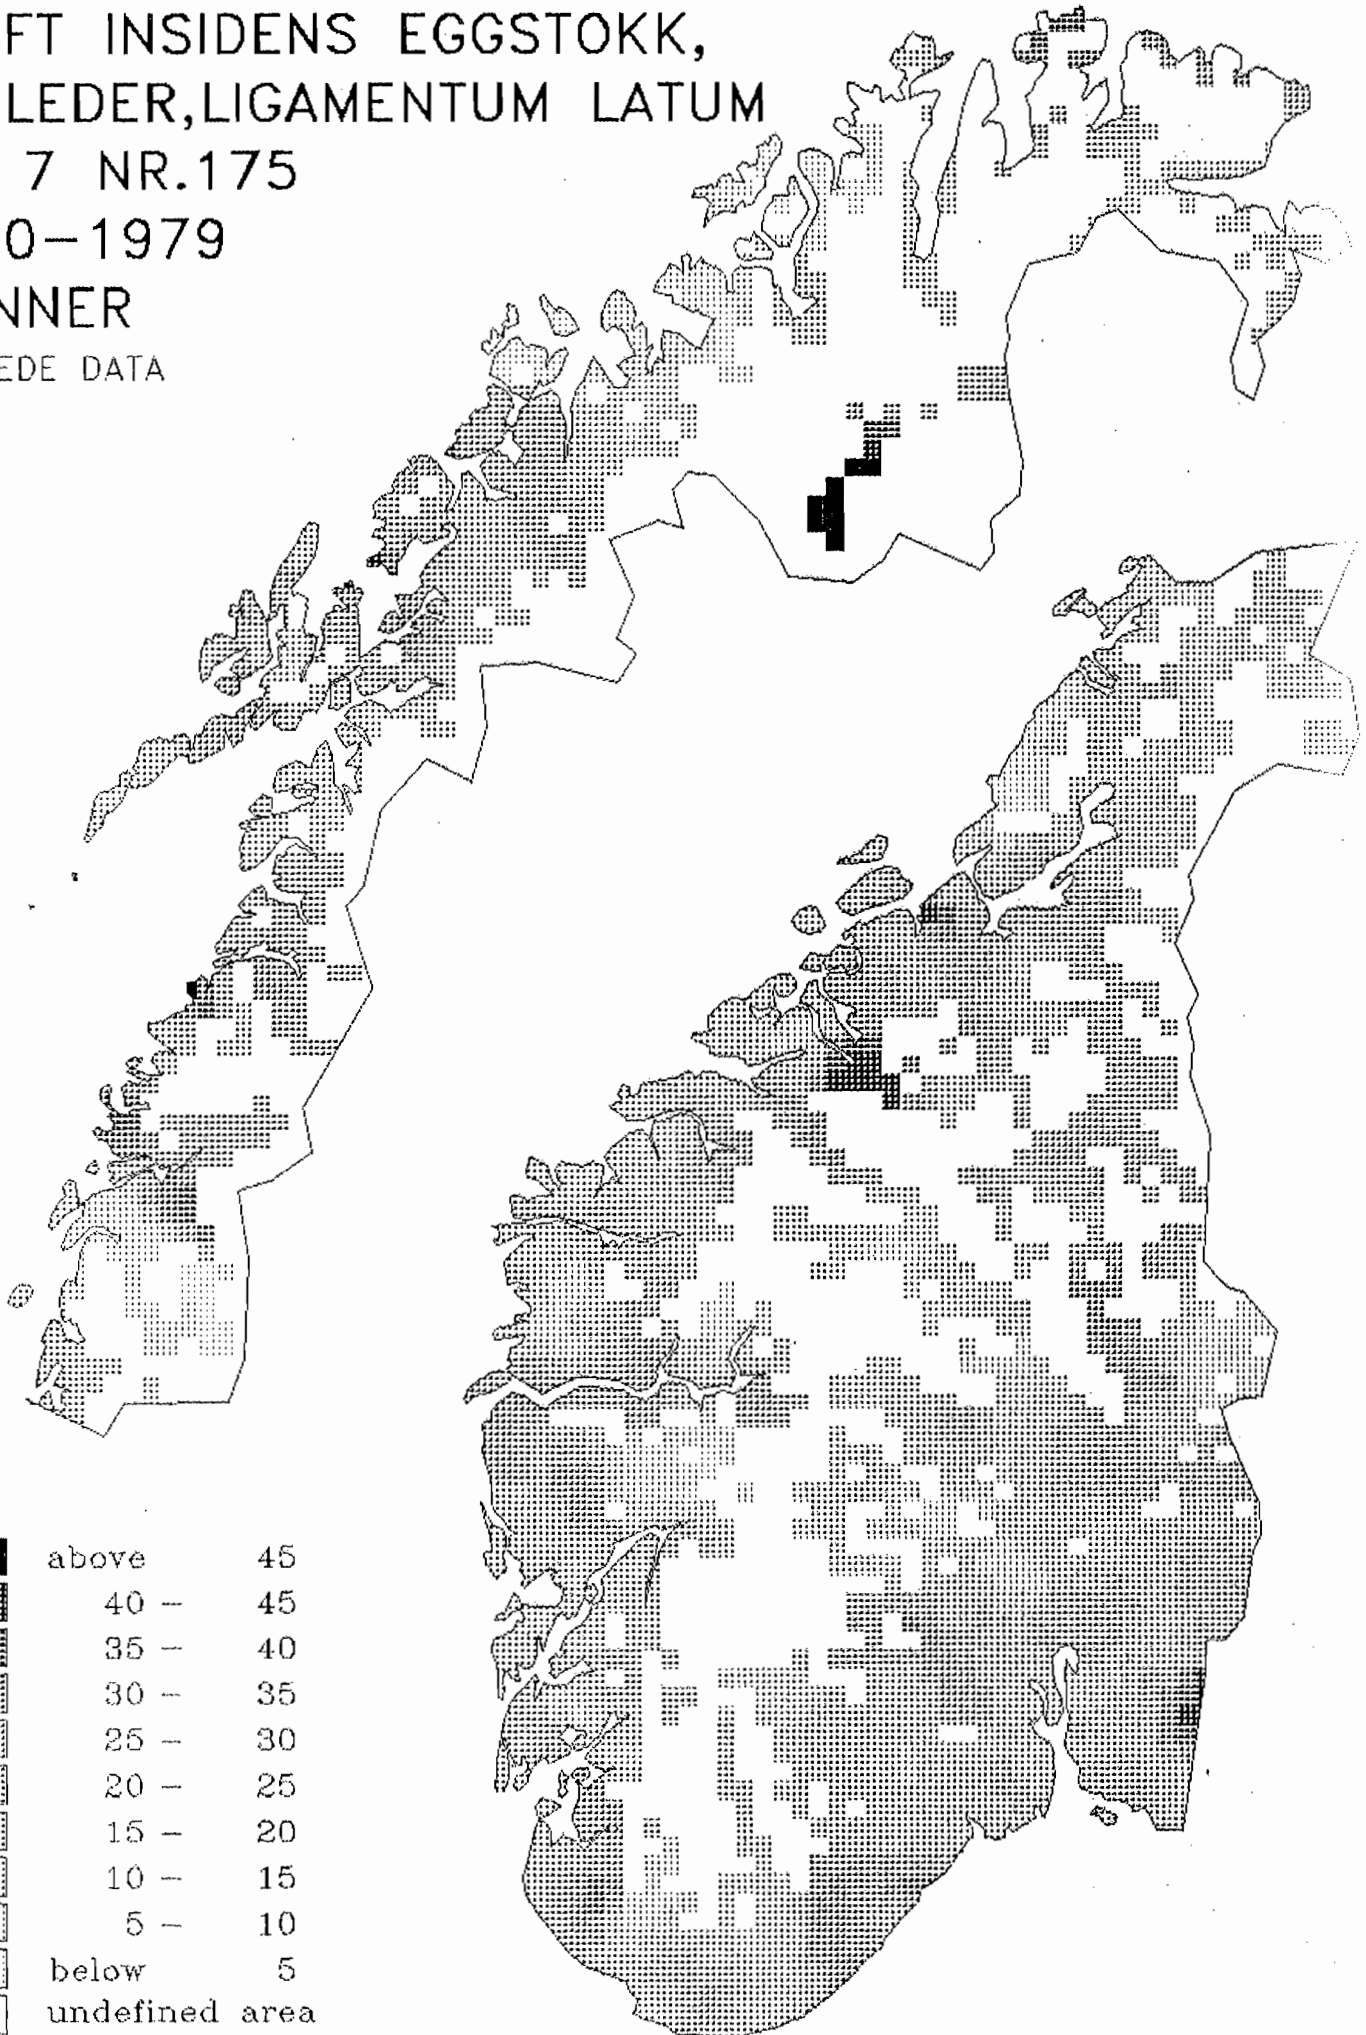 FT INSIDENS EGGSTOKK,
LEDER,LIGAMENTUM LATUM
7 NR.175
0-1979
NNER
EDE DATA
above 45
40 - 45
35 - 40
30 - 35
25 - 30
20 - 25
15 - 20
10 - 15
5 - 10
below 5
undefined area